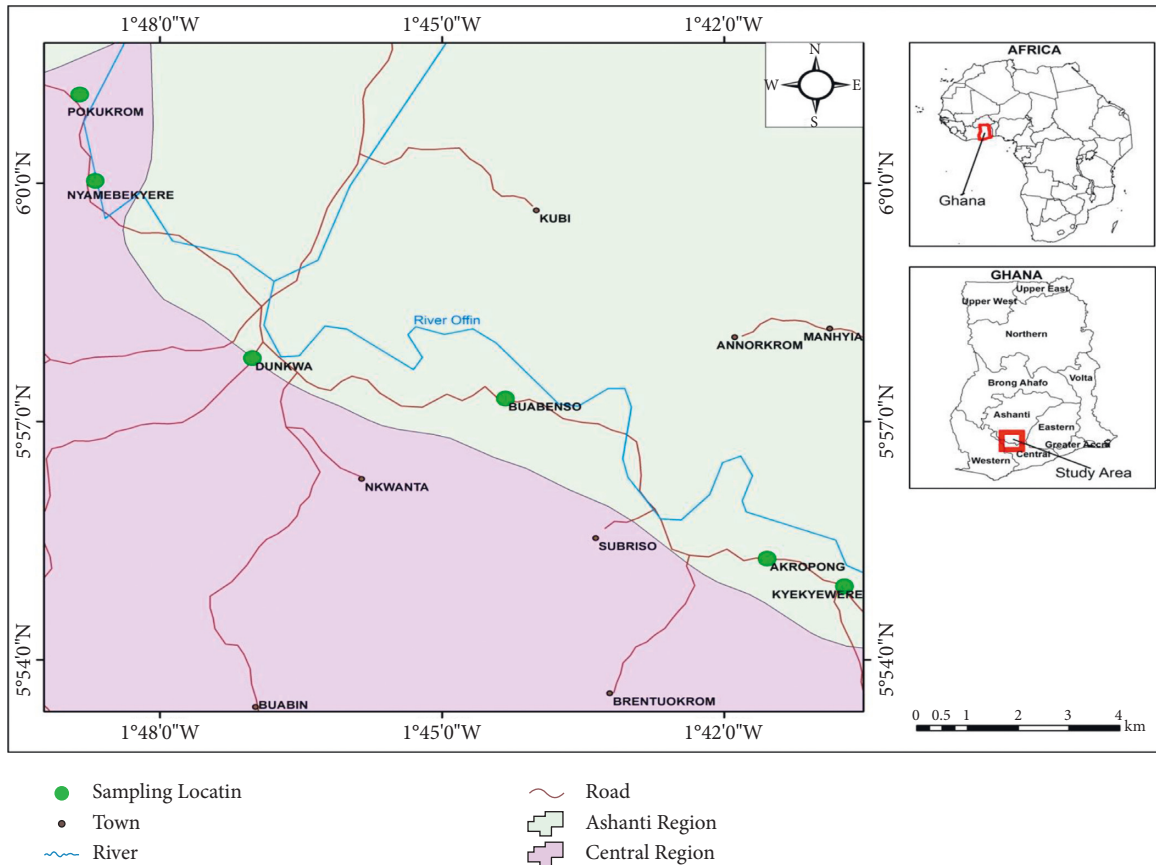 1°48'0"W
1°45'0"W
1°42'0"W
N
W
E
S
POKUKROM
6°0'0"N
6°0'0"N
NYAMEBEKYERE
KUBI
River Offin
MANHYIA
ANNORKROM
DUNKWA
BUABENSO
5°57'0"N
5°57'0"N
NKWANTA
SUBRISO
AKROPONG
KYEKYEWERE
5°54'0"N
5°54'0"N
BRENTUOKROM
BUABIN
1°48'0"W
1°45'0"W
1°42'0"W
AFRICA
Ghana
GHANA
Upper East
Upper West
Northern
Volta
Brong Ahafo
Ashanti
Eastern
Greater Accra
Central
Western
Study Area
0 0.5 1 2 3 4
km
Sampling Locatin
Town
River
Road
Ashanti Region
Central Region